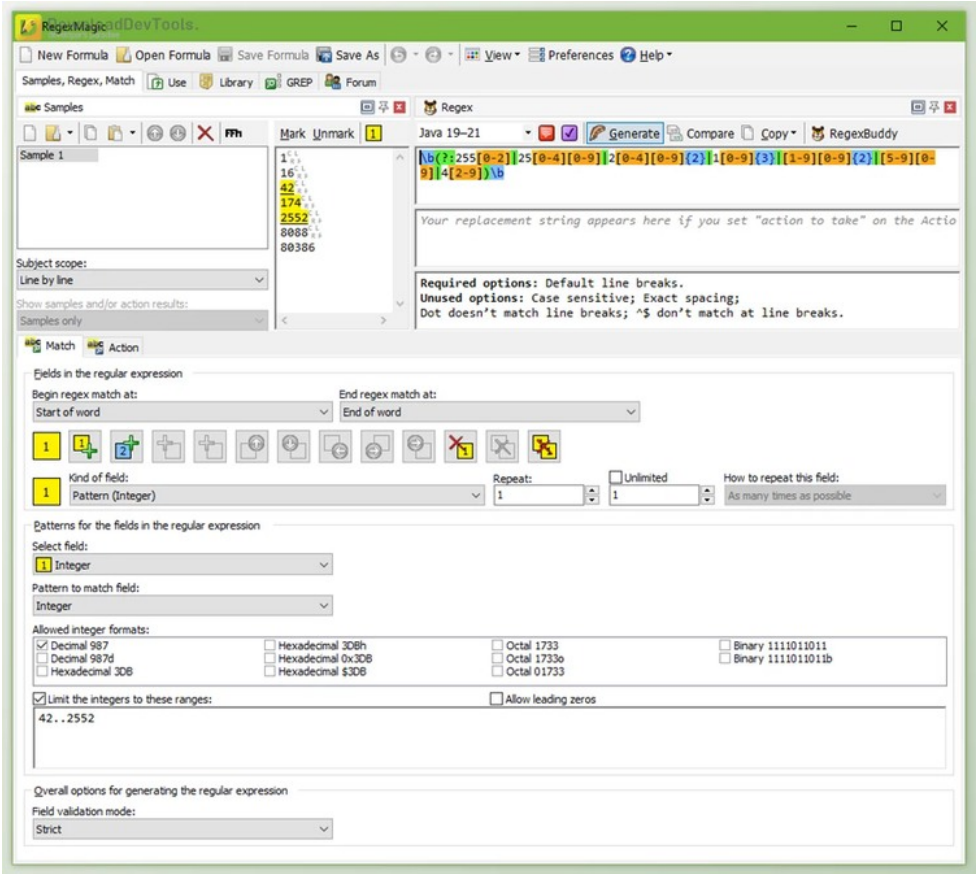 RegexMagic
DownloadDevTools.
New Formula Open Formula Save Formula Save As View Preferences Help
Samples, Regex, Match Use Library GREP Forum
Samples
Regex
Mark Unmark 1
Java 19–21 Generate Compare Copy RegexBuddy
Sample 1
1
16
42
174
2552
8088
80386
\b(?:255[0-2]|25[0-4][0-9]|2[0-4][0-9]{2}|1[0-9]{3}|[1-9][0-9]{2}|[5-9][0-
9]|4[2-9])\b
Your replacement string appears here if you set "action to take" on the Actio
Subject scope:
Line by line
Show samples and/or action results:
Samples only
Required options: Default line breaks.
Unused options: Case sensitive; Exact spacing;
Dot doesn't match line breaks; ^$ don't match at line breaks.
Match Action
Fields in the regular expression
Begin regex match at: End regex match at:
Start of word End of word
1 1 2 1 1
Kind of field: Repeat: Unlimited How to repeat this field:
1 Pattern (Integer) 1 1 As many times as possible
Patterns for the fields in the regular expression
Select field:
1 Integer
Pattern to match field:
Integer
Allowed integer formats:
Decimal 987 Hexadecimal 3DBh Octal 1733 Binary 1111011011
Decimal 987d Hexadecimal 0x3DB Octal 1733o Binary 1111011011b
Hexadecimal 3DB Hexadecimal $3DB Octal 01733
Limit the integers to these ranges: Allow leading zeros
42..2552
Overall options for generating the regular expression
Field validation mode:
Strict